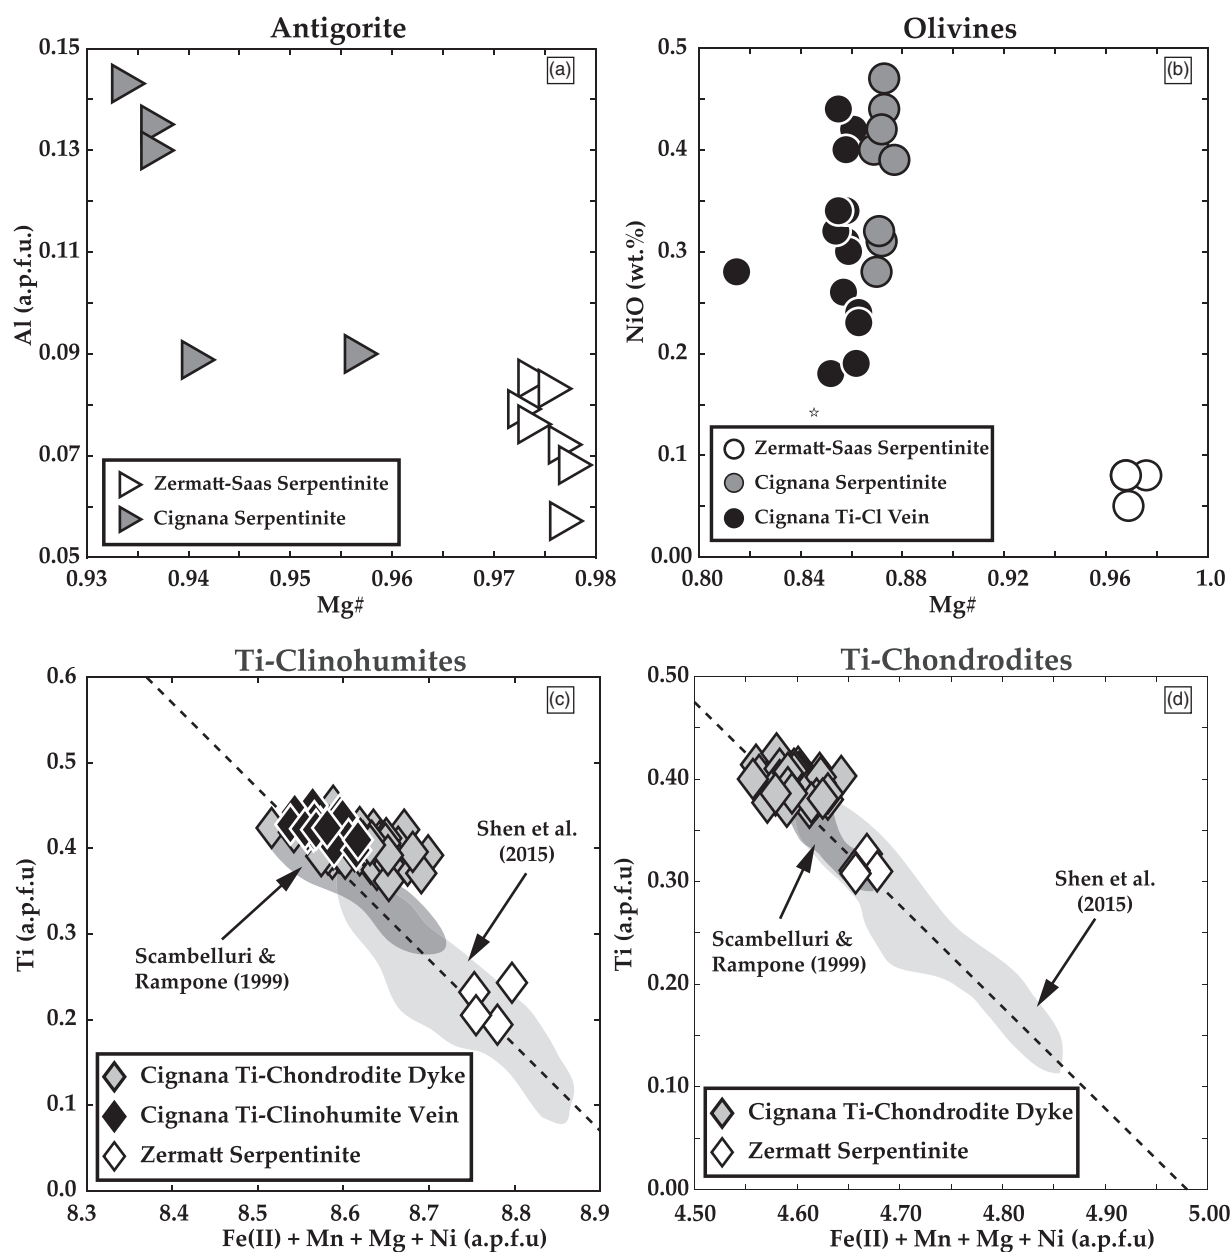 Antigorite
(a)
0.15
0.13
0.11
0.09
0.07
0.05
Al (a.p.f.u.)
Zermatt-Saas Serpentinite
Cignana Serpentinite
0.93 0.94 0.95 0.96 0.97 0.98
Mg#
Olivines
(b)
0.5
0.4
0.3
0.2
0.1
0.00
NiO (wt.%)
Zermatt-Saas Serpentinite
Cignana Serpentinite
Cignana Ti-Cl Vein
0.80 0.84 0.88 0.92 0.96 1.0
Mg#
Ti-Clinohumites
(c)
0.6
0.5
0.4
0.3
0.2
0.1
0.0
Ti (a.p.f.u)
Shen et al.
(2015)
Scambelluri &
Rampone (1999)
Cignana Ti-Chondrodite Dyke
Cignana Ti-Clinohumite Vein
Zermatt Serpentinite
8.3 8.4 8.5 8.6 8.7 8.8 8.9
Fe(II) + Mn + Mg + Ni (a.p.f.u)
Ti-Chondrodites
(d)
0.50
0.40
0.30
0.20
0.10
0.00
Ti (a.p.f.u)
Shen et al.
(2015)
Scambelluri &
Rampone (1999)
Cignana Ti-Chondrodite Dyke
Zermatt Serpentinite
4.50 4.60 4.70 4.80 4.90 5.00
Fe(II) + Mn + Mg + Ni (a.p.f.u)